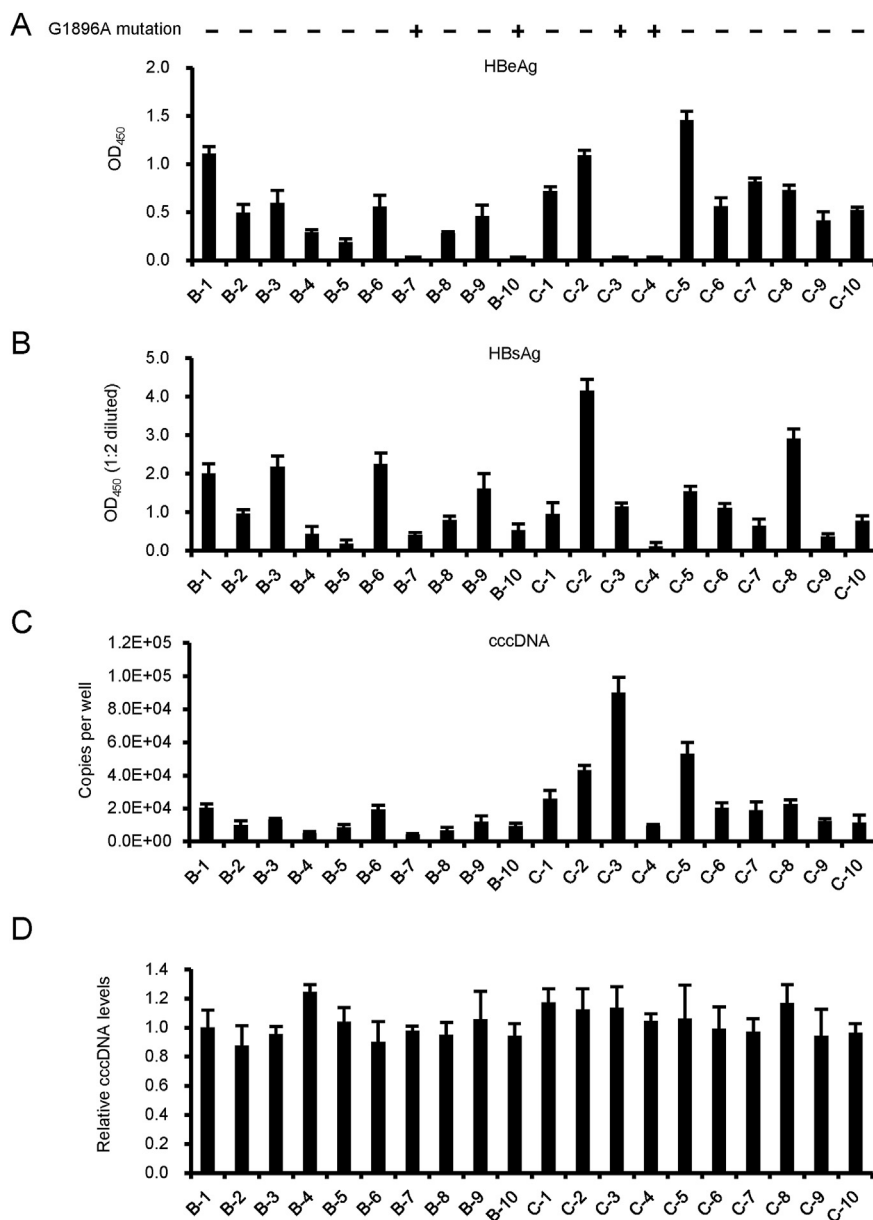 A
G1896A mutation − − − − − − + − − + − − + + − − − − − −
HBeAg
OD450
2.0
1.5
1.0
0.5
0.0
B-1 B-2 B-3 B-4 B-5 B-6 B-7 B-8 B-9 B-10 C-1 C-2 C-3 C-4 C-5 C-6 C-7 C-8 C-9 C-10
B
HBsAg
OD450 (1:2 diluted)
5.0
4.0
3.0
2.0
1.0
0.0
B-1 B-2 B-3 B-4 B-5 B-6 B-7 B-8 B-9 B-10 C-1 C-2 C-3 C-4 C-5 C-6 C-7 C-8 C-9 C-10
C
cccDNA
Copies per well
1.2E+05
1.0E+05
8.0E+04
6.0E+04
4.0E+04
2.0E+04
0.0E+00
B-1 B-2 B-3 B-4 B-5 B-6 B-7 B-8 B-9 B-10 C-1 C-2 C-3 C-4 C-5 C-6 C-7 C-8 C-9 C-10
D
Relative cccDNA levels
1.4
1.2
1.0
0.8
0.6
0.4
0.2
0.0
B-1 B-2 B-3 B-4 B-5 B-6 B-7 B-8 B-9 B-10 C-1 C-2 C-3 C-4 C-5 C-6 C-7 C-8 C-9 C-10